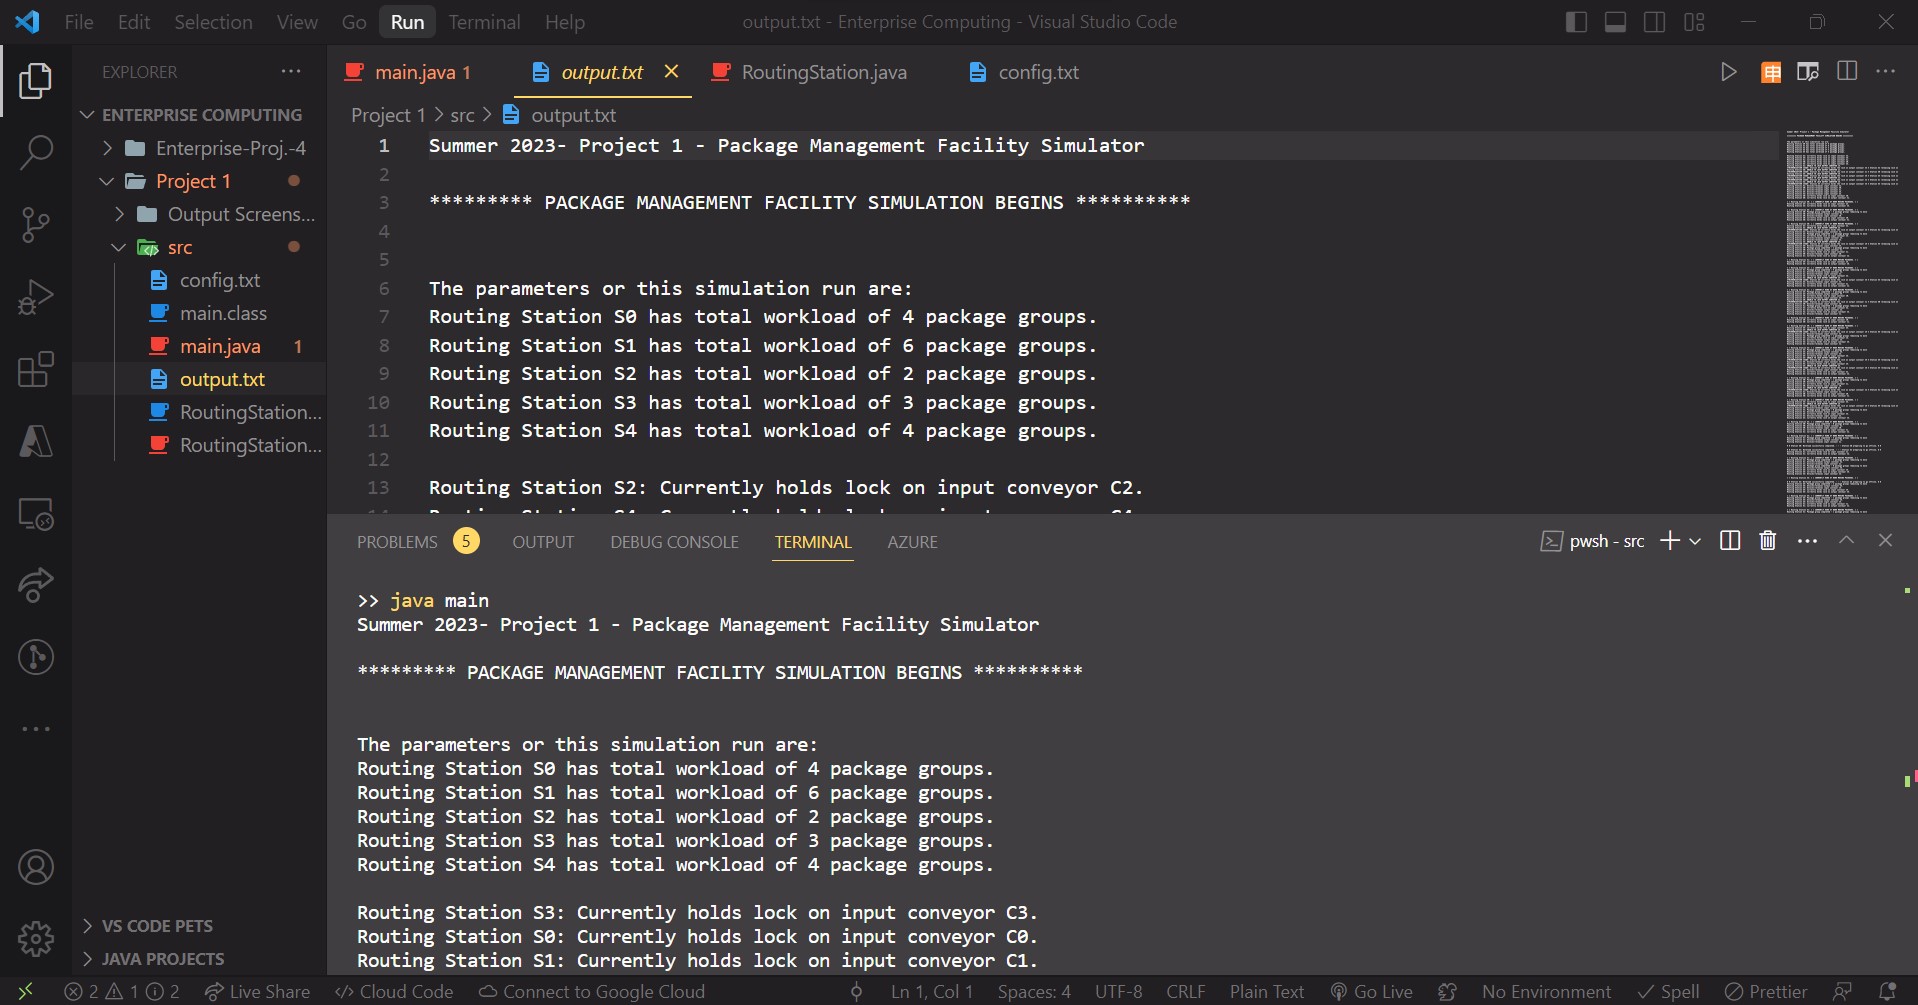 File Edit Selection View Go Run Terminal Help output.txt - Enterprise Computing - Visual Studio Code
EXPLORER
ENTERPRISE COMPUTING
Enterprise-Proj.-4
Project 1
Output Screens...
src
config.txt
main.class
main.java 1
output.txt
RoutingStation...
RoutingStation...
VS CODE PETS
JAVA PROJECTS
main.java 1 output.txt RoutingStation.java config.txt
Project 1 > src > output.txt
1 Summer 2023- Project 1 - Package Management Facility Simulator
2
3 ********* PACKAGE MANAGEMENT FACILITY SIMULATION BEGINS **********
4
5
6 The parameters or this simulation run are:
7 Routing Station S0 has total workload of 4 package groups.
8 Routing Station S1 has total workload of 6 package groups.
9 Routing Station S2 has total workload of 2 package groups.
10 Routing Station S3 has total workload of 3 package groups.
11 Routing Station S4 has total workload of 4 package groups.
12
13 Routing Station S2: Currently holds lock on input conveyor C2.
PROBLEMS 5 OUTPUT DEBUG CONSOLE TERMINAL AZURE pwsh - src
>> java main
Summer 2023- Project 1 - Package Management Facility Simulator
********* PACKAGE MANAGEMENT FACILITY SIMULATION BEGINS **********
The parameters or this simulation run are:
Routing Station S0 has total workload of 4 package groups.
Routing Station S1 has total workload of 6 package groups.
Routing Station S2 has total workload of 2 package groups.
Routing Station S3 has total workload of 3 package groups.
Routing Station S4 has total workload of 4 package groups.
Routing Station S3: Currently holds lock on input conveyor C3.
Routing Station S0: Currently holds lock on input conveyor C0.
Routing Station S1: Currently holds lock on input conveyor C1.
2 1 2 Live Share Cloud Code Connect to Google Cloud Ln 1, Col 1 Spaces: 4 UTF-8 CRLF Plain Text Go Live No Environment Spell Prettier